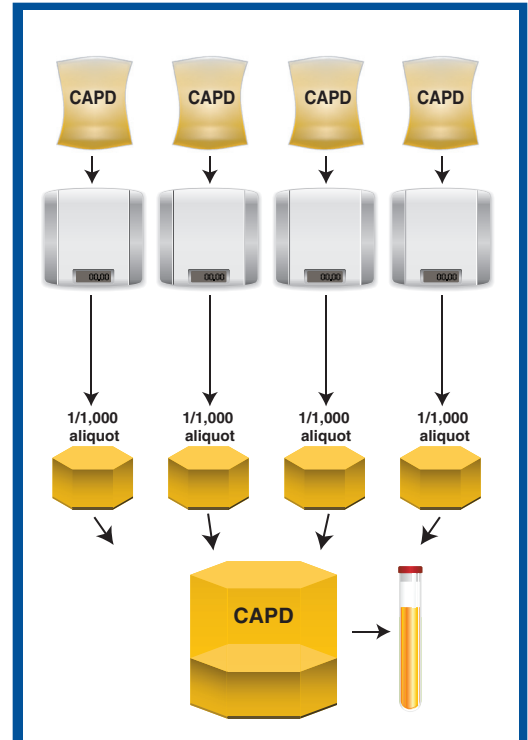 CAPD CAPD CAPD CAPD
00,00 00,00 00,00 00,00
1/1,000 1/1,000 1/1,000 1/1,000
aliquot aliquot aliquot aliquot
CAPD